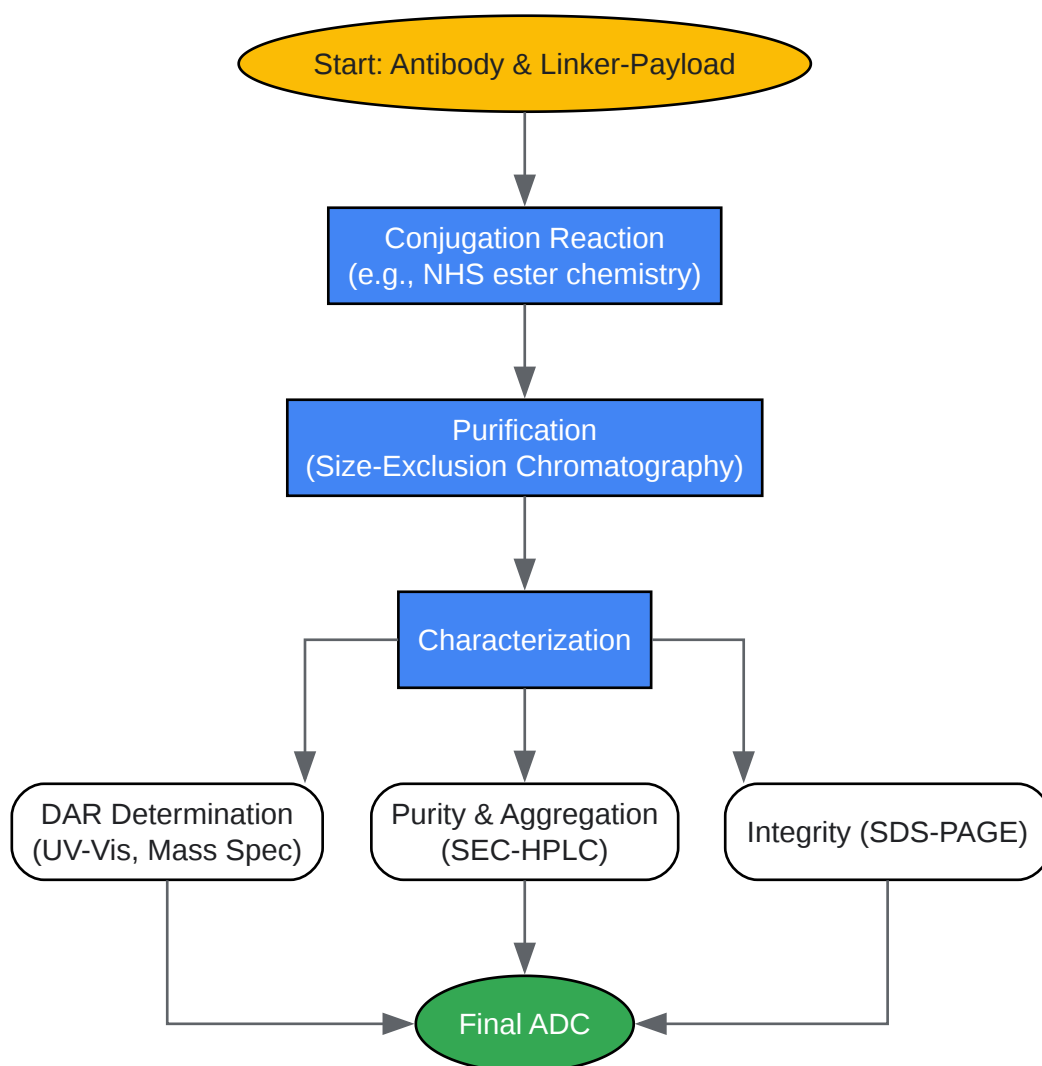 Start: Antibody & Linker-Payload
Conjugation Reaction
(e.g., NHS ester chemistry)
Purification
(Size-Exclusion Chromatography)
Characterization
DAR Determination
(UV-Vis, Mass Spec)
Purity & Aggregation
(SEC-HPLC)
Integrity (SDS-PAGE)
Final ADC